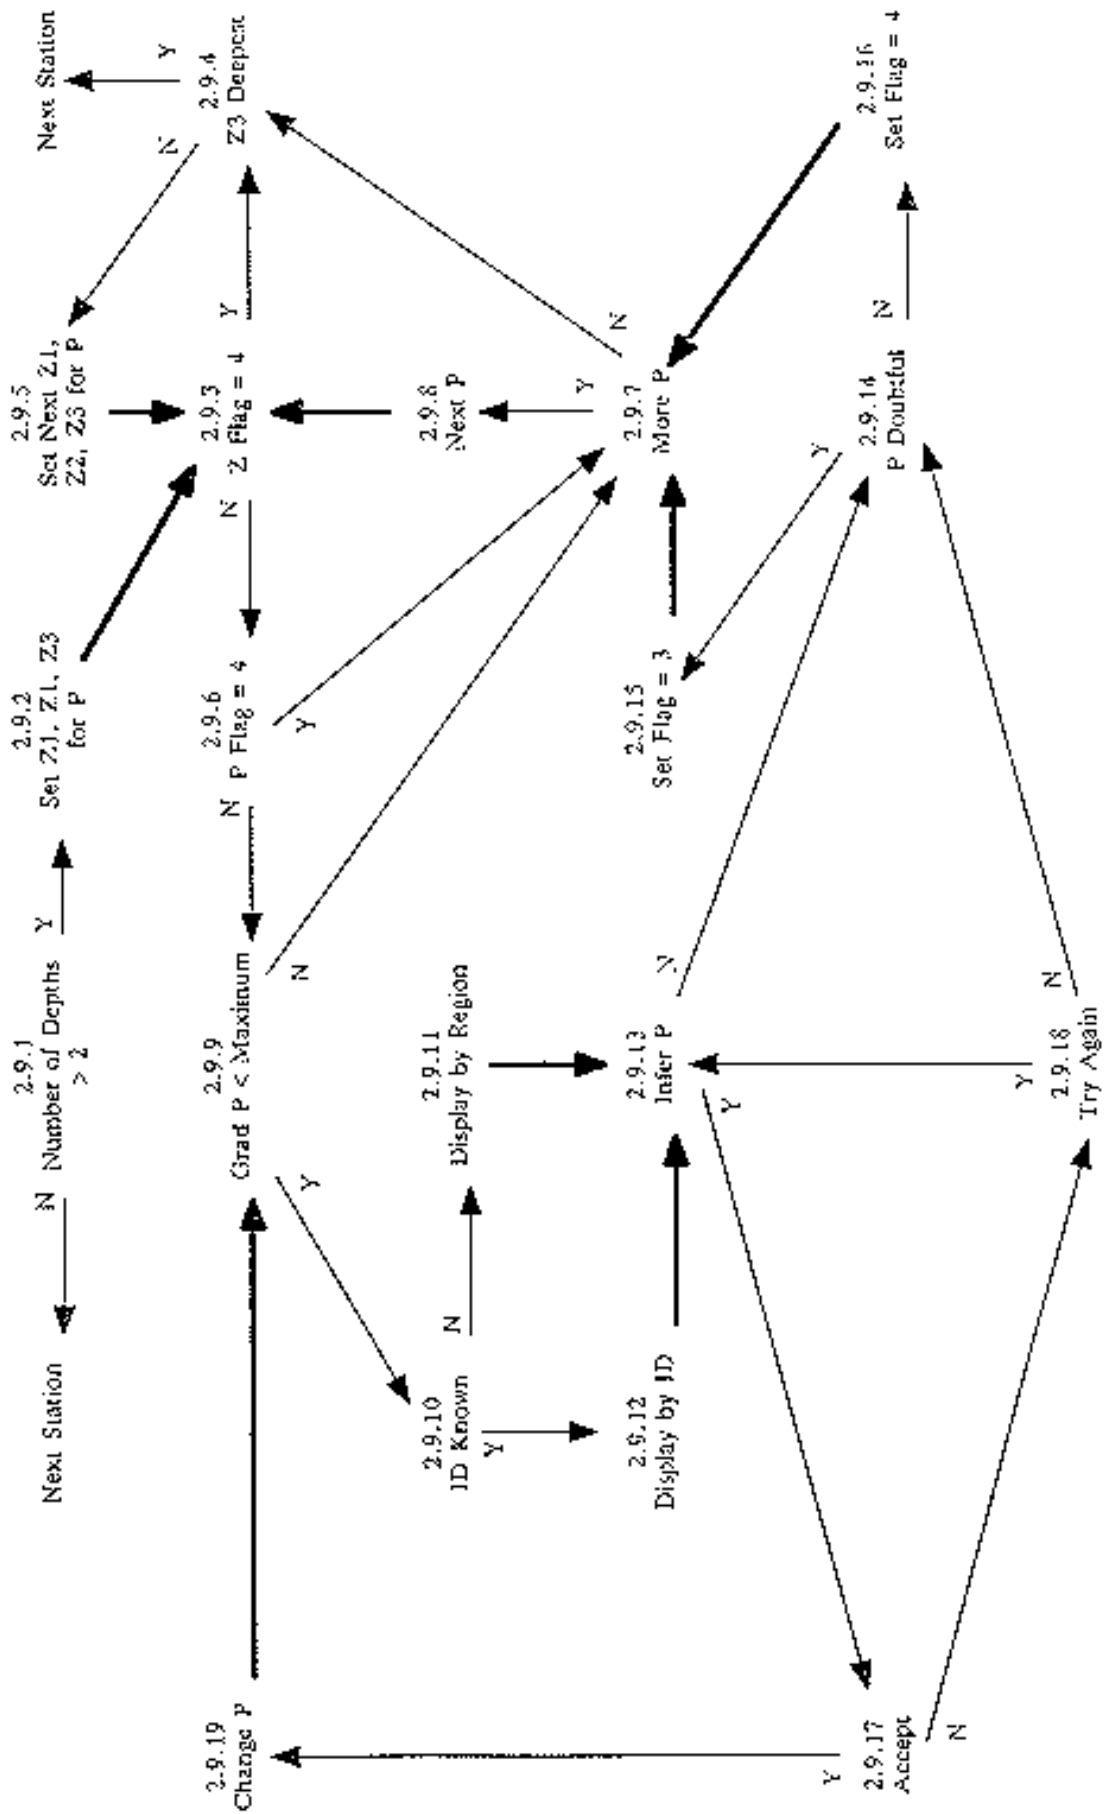 Next Station
N
2.9.1
Number of Depths
> 2
Y
2.9.2
Set Z1, Z1, Z3
for P
2.9.5
Set Next Z1,
Z2, Z3 for P
Next Station
N
Y
2.9.19
Change P
2.9.9
Grad P < Maximum
Y
N
N
2.9.6
P Flag = 4
Y
N
2.9.3
Z Flag = 4
Y
2.9.4
Z3 Deepest
2.9.10
ID Known
Y
N
2.9.11
Display by Region
2.9.8
Next P
2.9.12
Display by ID
2.9.13
Infer P
Y
N
2.9.15
Set Flag = 3
Y
2.9.7
More P
N
Y
2.9.17
Accept
N
Y
2.9.14
P Doubtful
N
2.9.16
Set Flag = 4
Y
2.9.18
Try Again
N